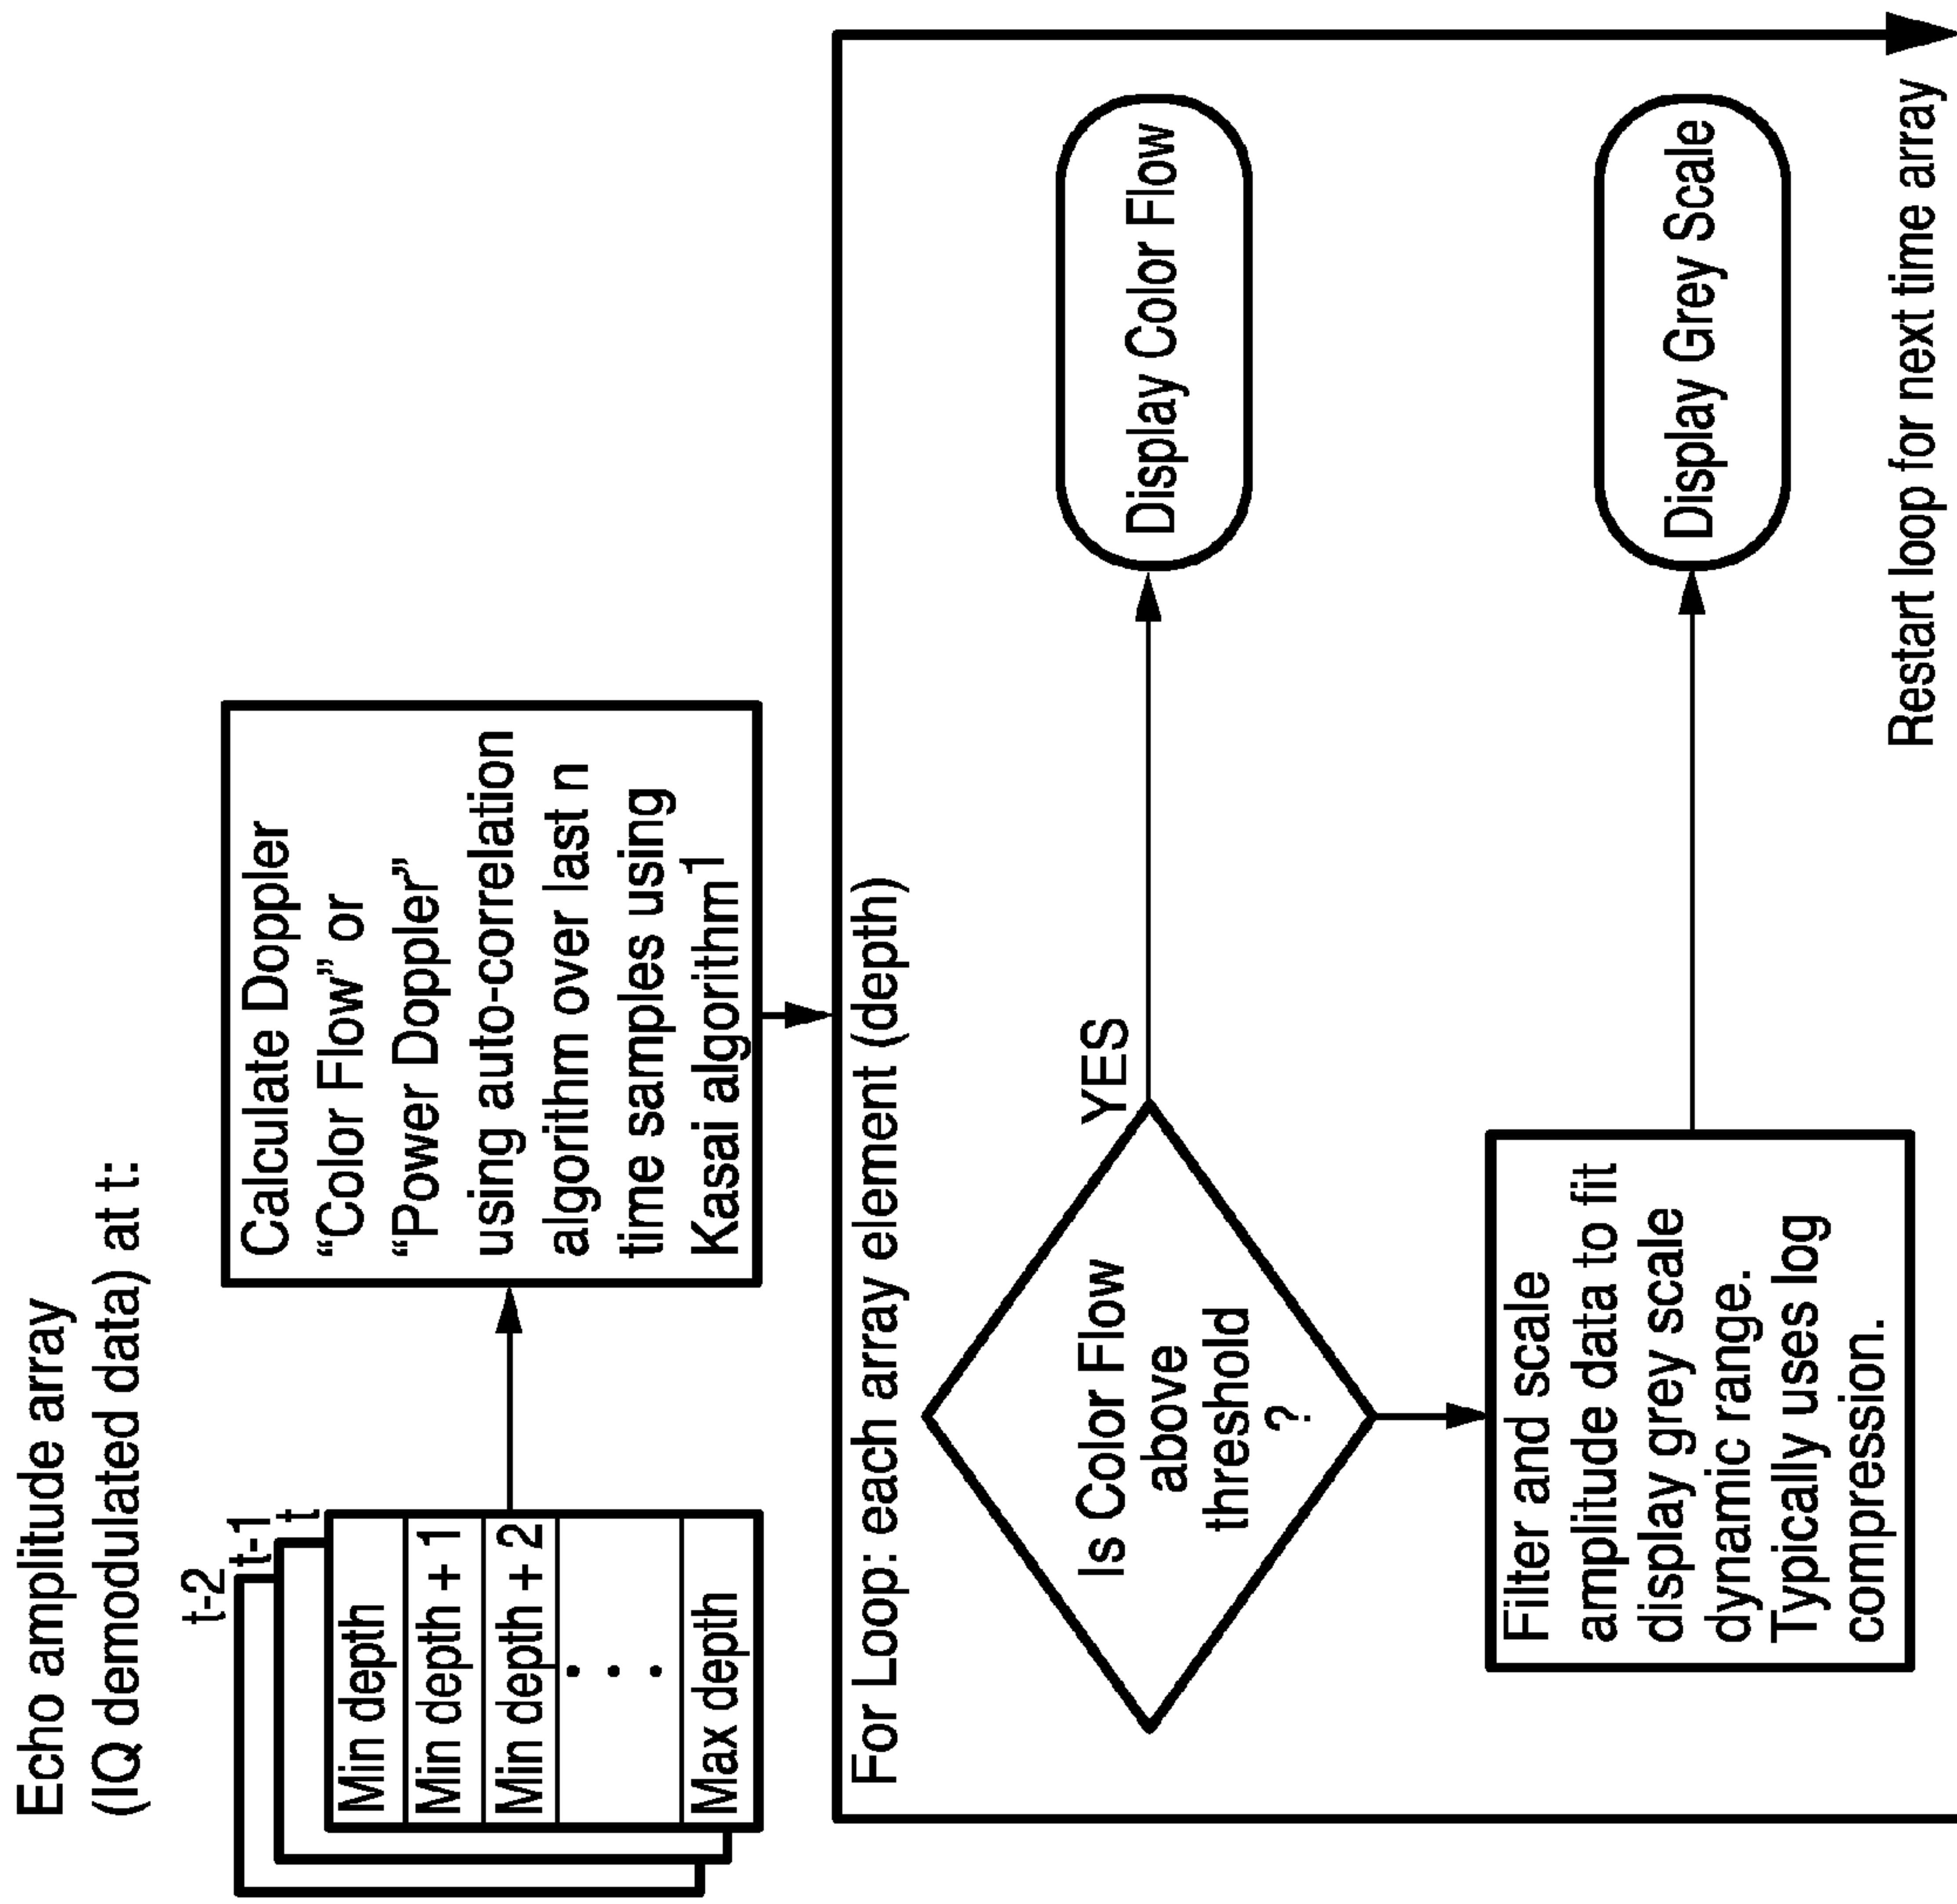 Echo amplitude array
(IQ demodulated data) at t:
t-2
t-1
t
Min depth
Min depth + 1
Min depth + 2
Max depth
Calculate Doppler
“Color Flow” or
“Power Doppler”
using auto-correlation
algorithm over last n
time samples using
Kasai algorithm1
For Loop: each array element (depth)
Is Color Flow
above
threshold
?
YES
Display Color Flow
Filter and scale
amplitude data to fit
display grey scale
dynamic range.
Typically uses log
compression.
Display Grey Scale
Restart loop for next time array